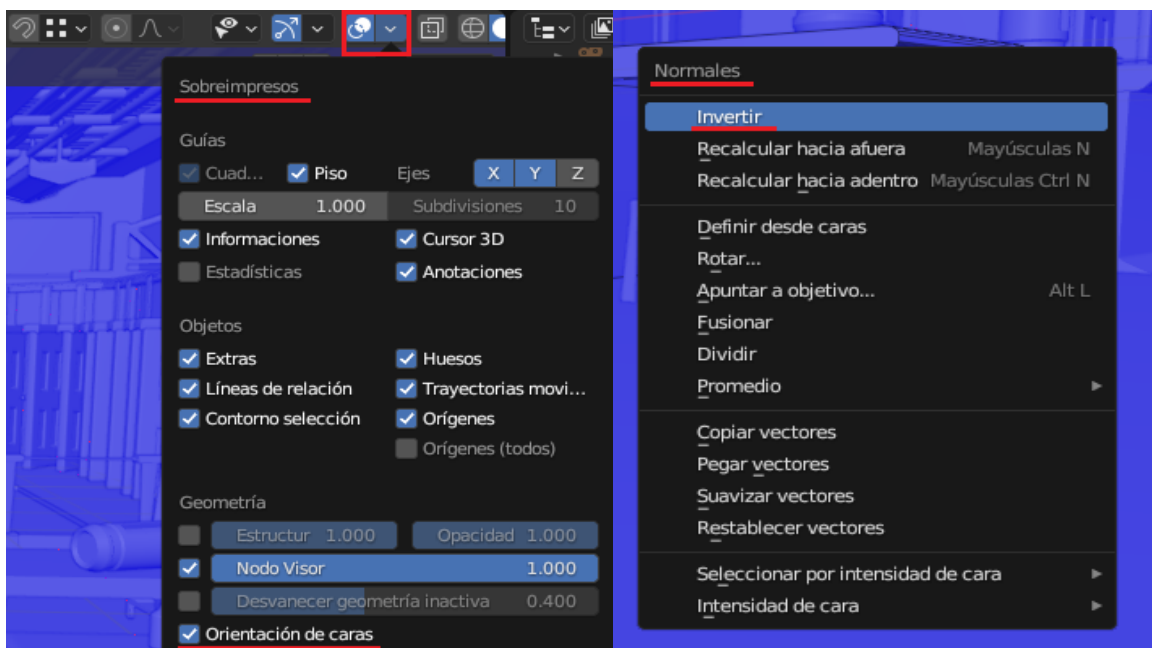 Sobreimpresos
Guías
Cuad... Piso Ejes X Y Z
Escala 1.000 Subdivisiones 10
Informaciones Cursor 3D
Estadísticas Anotaciones
Objetos
Extras Huesos
Líneas de relación Trayectorias movi...
Contorno selección Orígenes
Orígenes (todos)
Geometría
Estructur 1.000 Opacidad 1.000
Nodo Visor 1.000
Desvanecer geometría inactiva 0.400
Orientación de caras
Normales
Invertir
Recalcular hacia afuera Mayúsculas N
Recalcular hacia adentro Mayúsculas Ctrl N
Definir desde caras
Rotar...
Apuntar a objetivo... Alt L
Fusionar
Dividir
Promedio
Copiar vectores
Pegar vectores
Suavizar vectores
Restablecer vectores
Seleccionar por intensidad de cara
Intensidad de cara